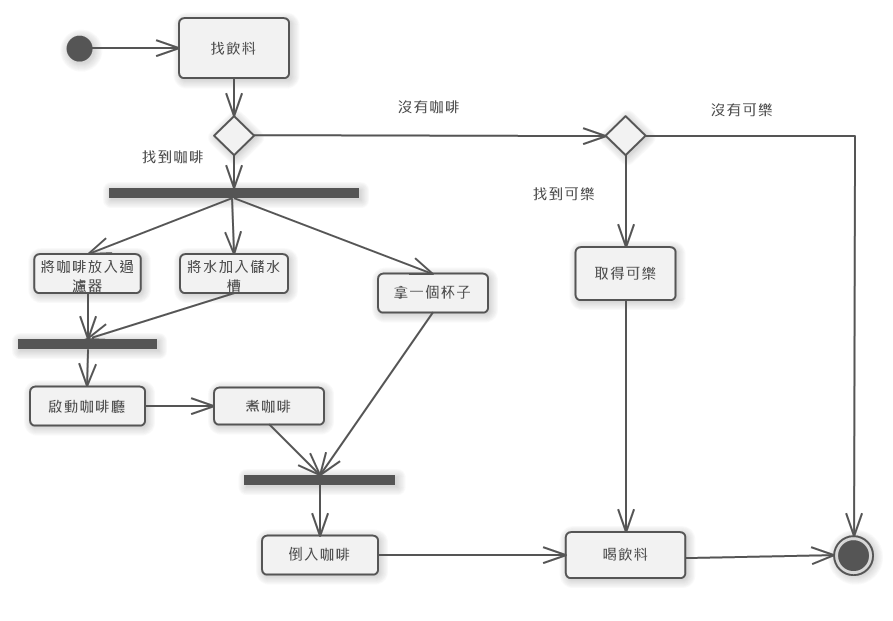 找飲料
沒有咖啡
沒有可樂
找到咖啡
找到可樂
將咖啡放入過
濾器
將水加入儲水
槽
拿一個杯子
取得可樂
啟動咖啡廳
煮咖啡
倒入咖啡
喝飲料